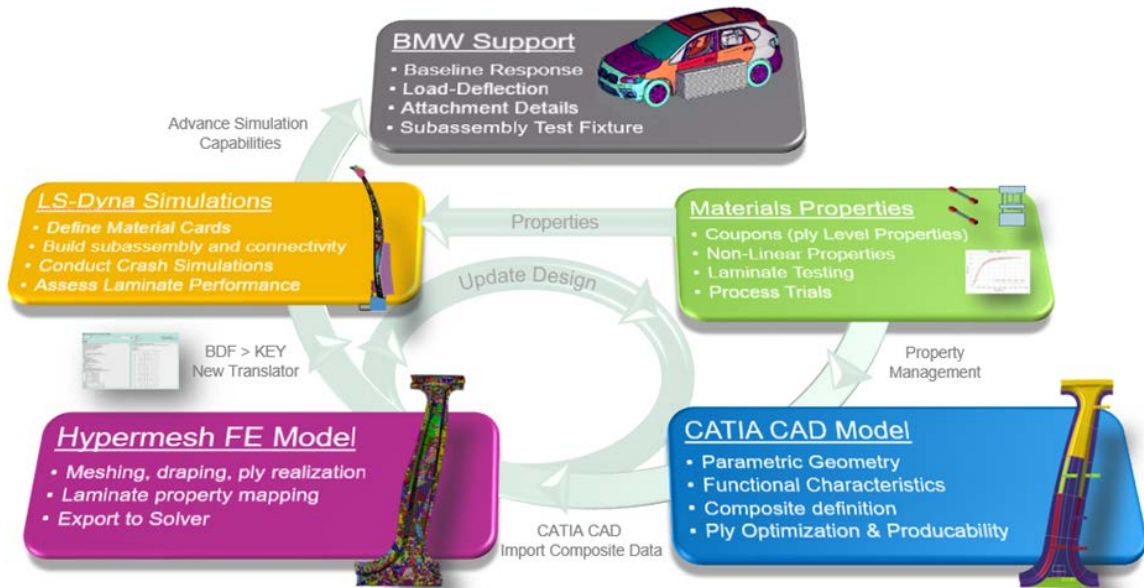 BMW Support
• Baseline Response
• Load-Deflection
• Attachment Details
• Subassembly Test Fixture
Advance Simulation
Capabilities
LS-Dyna Simulations
• Define Material Cards
• Build subassembly and connectivity
• Conduct Crash Simulations
• Assess Laminate Performance
Properties
Materials Properties
• Coupons (ply Level Properties)
• Non-Linear Properties
• Laminate Testing
• Process Trials
Update Design
BDF > KEY
New Translator
Property
Management
Hypermesh FE Model
• Meshing, draping, ply realization
• Laminate property mapping
• Export to Solver
CATIA CAD
Import Composite Data
CATIA CAD Model
• Parametric Geometry
• Functional Characteristics
• Composite definition
• Ply Optimization & Producability